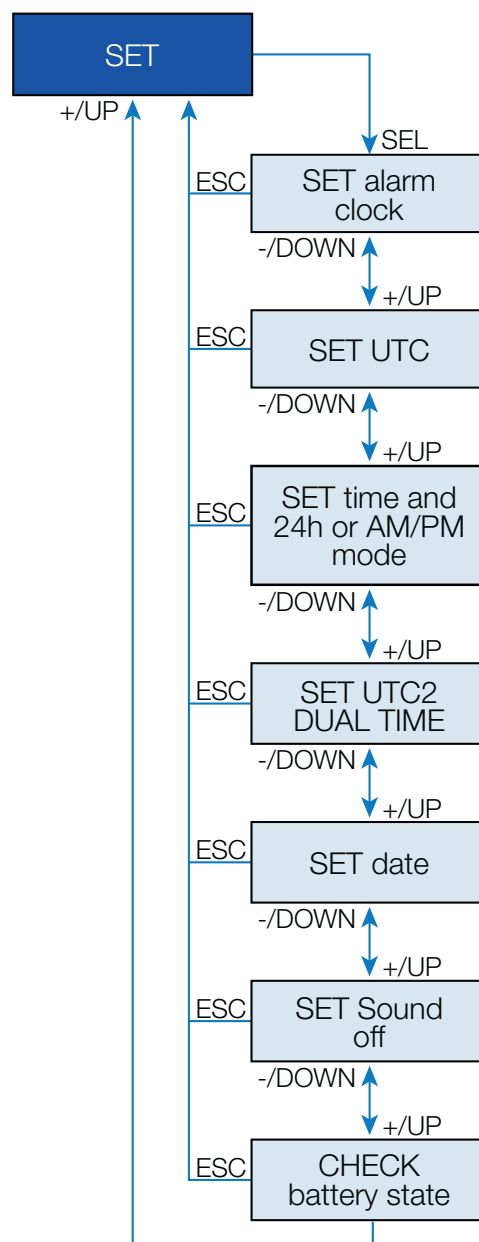 SET
+/UP
SEL
ESC
SET alarm
clock
-/DOWN
+/UP
ESC
SET UTC
-/DOWN
+/UP
ESC
SET time and
24h or AM/PM
mode
-/DOWN
+/UP
ESC
SET UTC2
DUAL TIME
-/DOWN
+/UP
ESC
SET date
-/DOWN
+/UP
ESC
SET Sound
off
-/DOWN
+/UP
ESC
CHECK
battery state